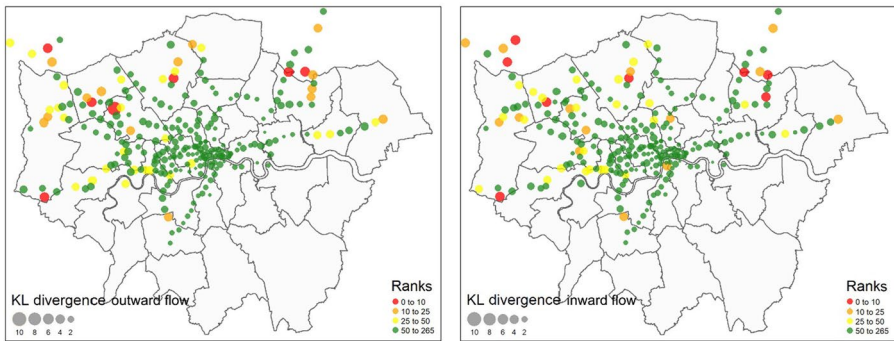 KL divergence outward flow
10 8 6 4 2
Ranks
0 to 10
10 to 25
25 to 50
50 to 265
KL divergence inward flow
10 8 6 4 2
Ranks
0 to 10
10 to 25
25 to 50
50 to 265